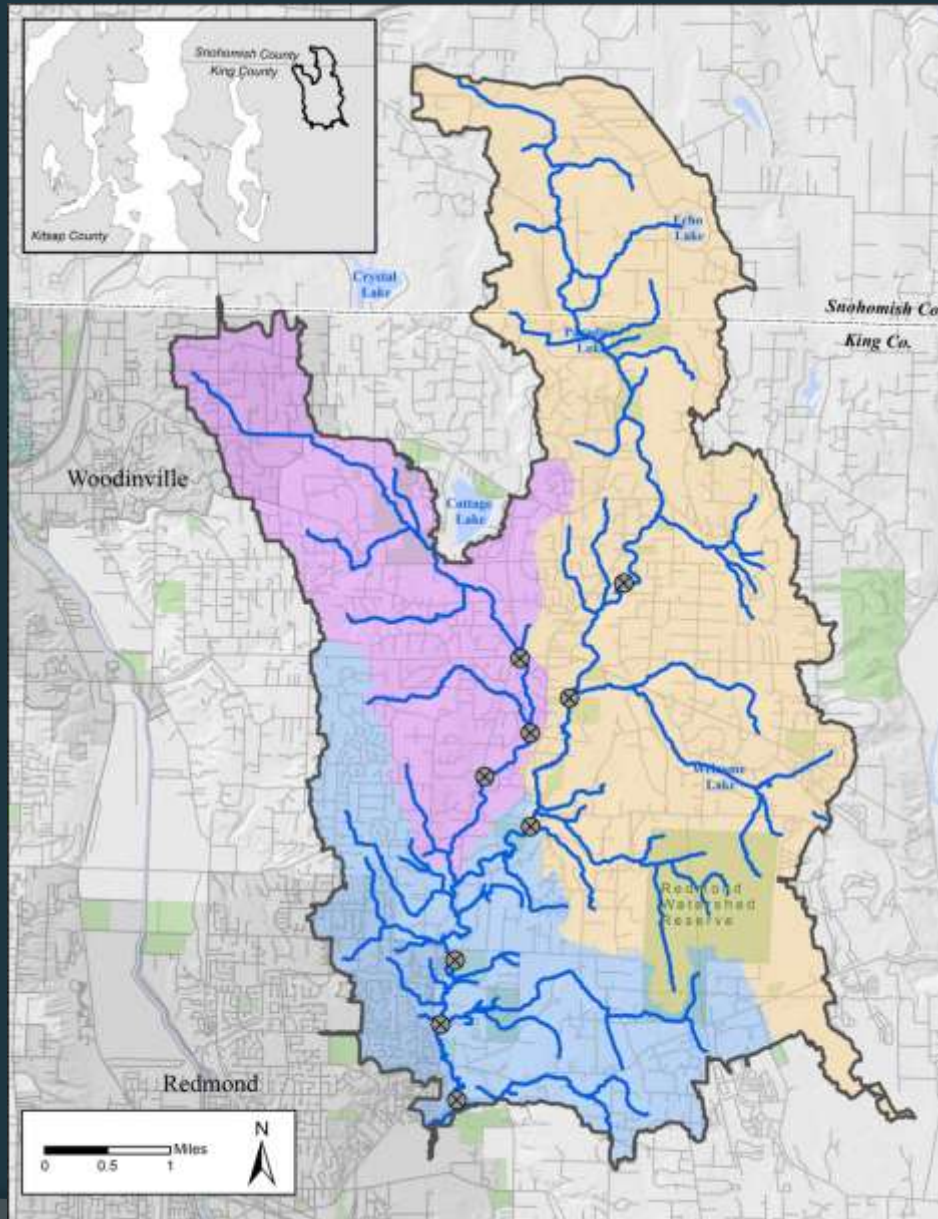 Snohomish County
King County
Kitsap County
Echo
Lake
Crystal
Lake
Snohomish Co
King Co.
Lake
Woodinville
Cottage
Lake
Welcome
Lake
Redmond
Watershed
Reserve
Redmond
Miles
0 0.5 1
N